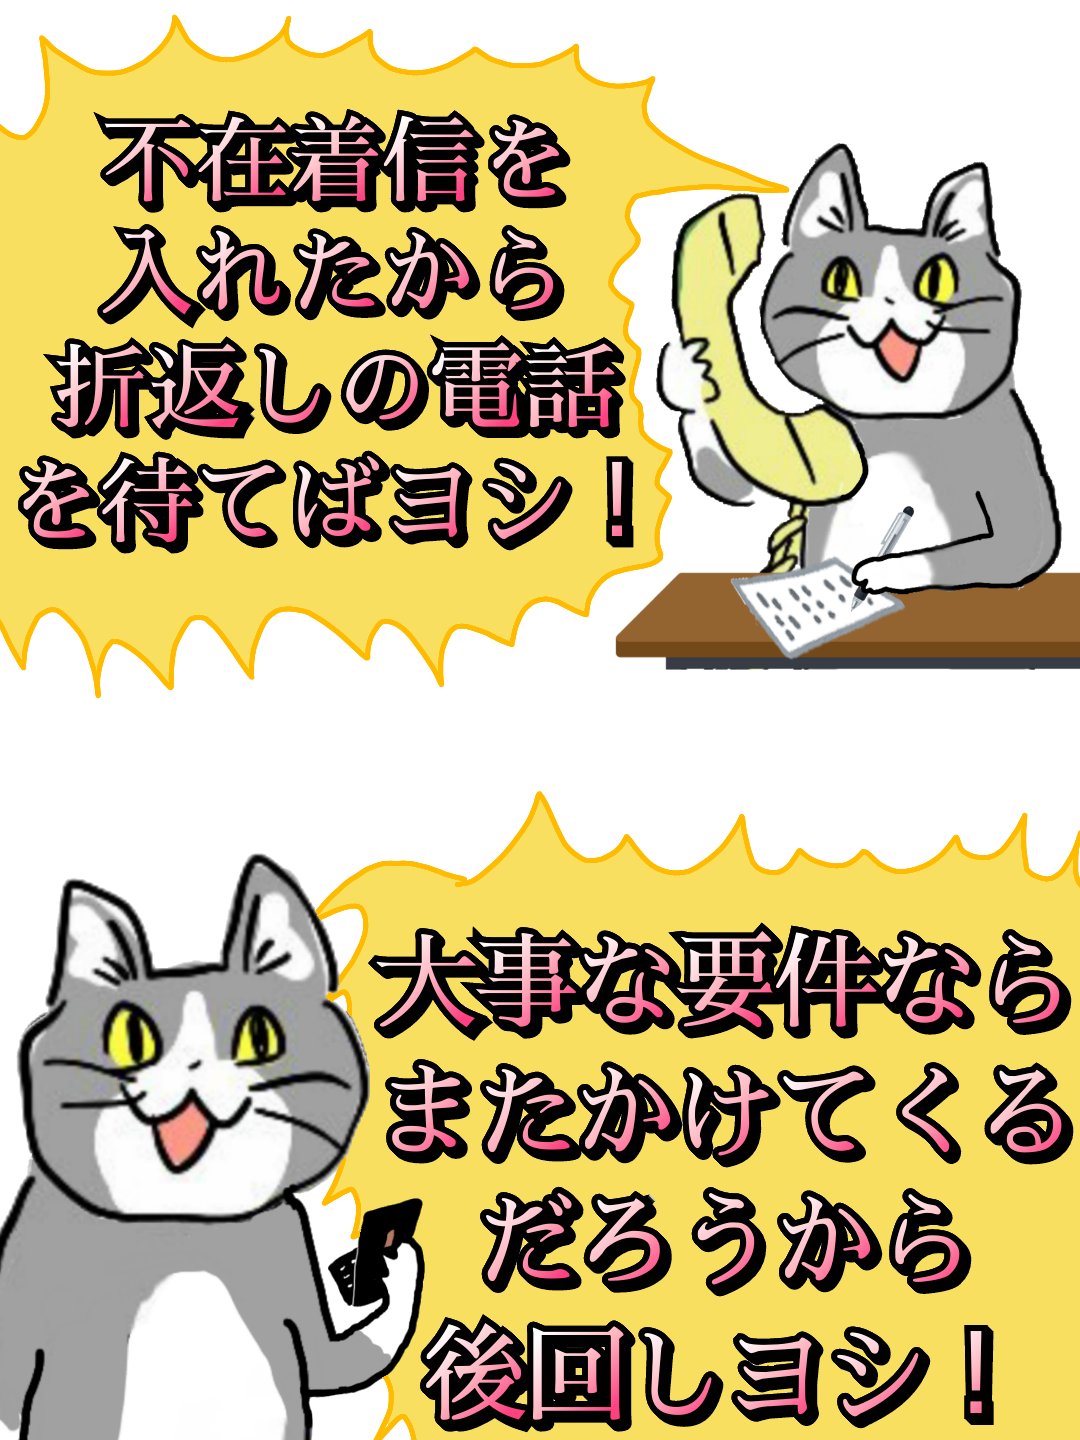 不在着信を
入れたから
折返しの電話
を待てばヨシ！
大事な要件なら
またかけてくる
だろうから
後回しヨシ！